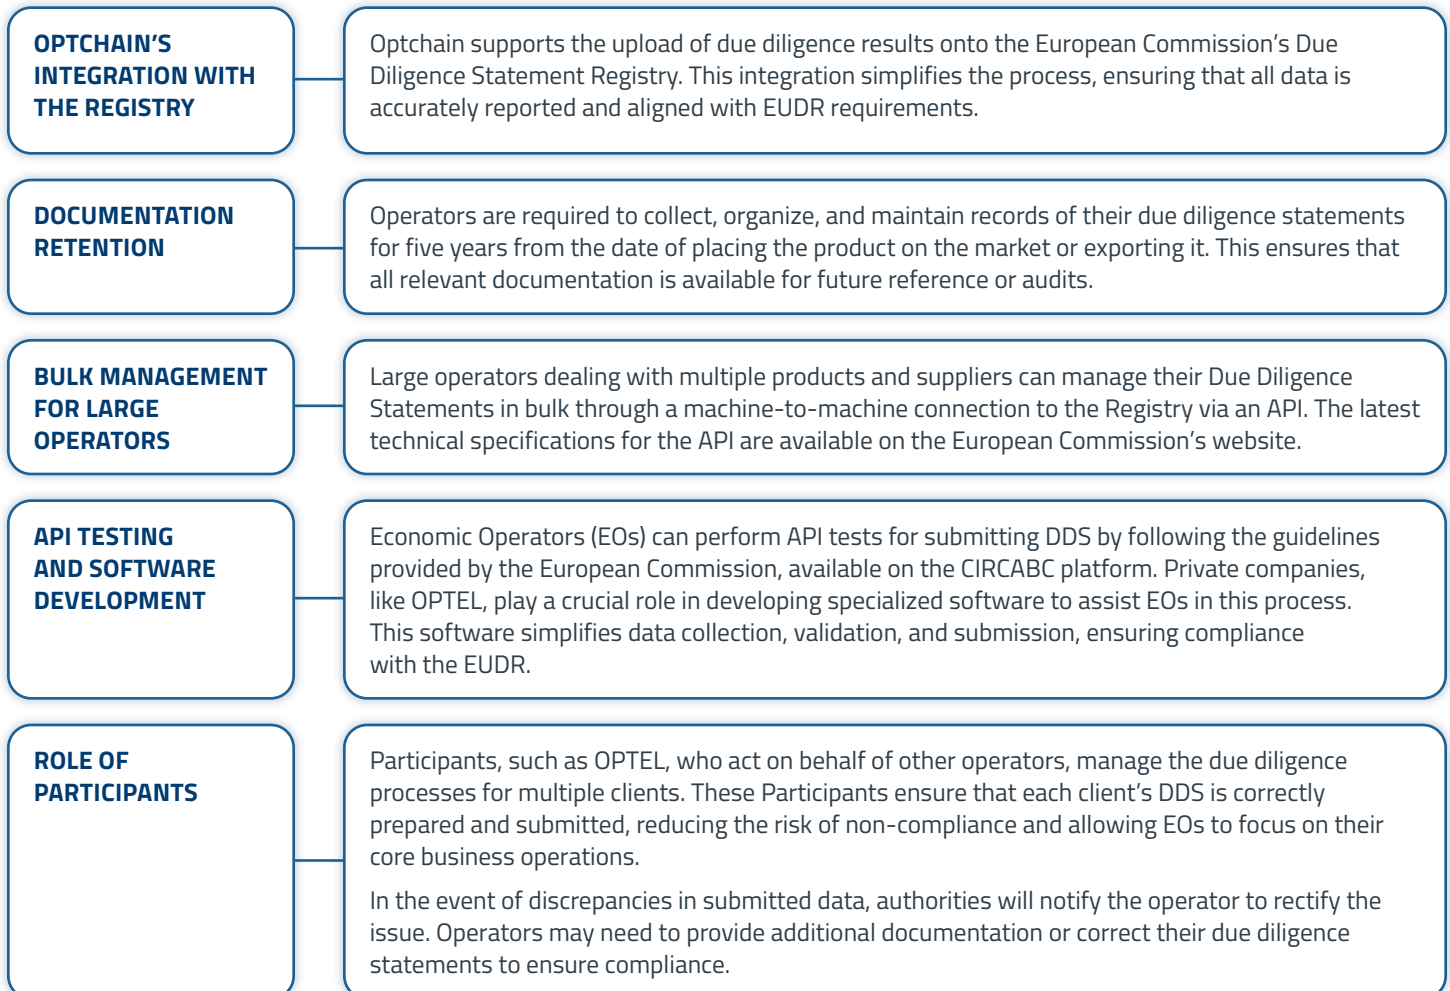 OPTCHAIN'S
INTEGRATION WITH
THE REGISTRY
Optchain supports the upload of due diligence results onto the European Commission's Due
Diligence Statement Registry. This integration simplifies the process, ensuring that all data is
accurately reported and aligned with EUDR requirements.
DOCUMENTATION
RETENTION
Operators are required to collect, organize, and maintain records of their due diligence statements
for five years from the date of placing the product on the market or exporting it. This ensures that
all relevant documentation is available for future reference or audits.
BULK MANAGEMENT
FOR LARGE
OPERATORS
Large operators dealing with multiple products and suppliers can manage their Due Diligence
Statements in bulk through a machine-to-machine connection to the Registry via an API. The latest
technical specifications for the API are available on the European Commission's website.
API TESTING
AND SOFTWARE
DEVELOPMENT
Economic Operators (EOs) can perform API tests for submitting DDS by following the guidelines
provided by the European Commission, available on the CIRCABC platform. Private companies,
like OPTEL, play a crucial role in developing specialized software to assist EOs in this process.
This software simplifies data collection, validation, and submission, ensuring compliance
with the EUDR.
ROLE OF
PARTICIPANTS
Participants, such as OPTEL, who act on behalf of other operators, manage the due diligence
processes for multiple clients. These Participants ensure that each client's DDS is correctly
prepared and submitted, reducing the risk of non-compliance and allowing EOs to focus on their
core business operations.
In the event of discrepancies in submitted data, authorities will notify the operator to rectify the
issue. Operators may need to provide additional documentation or correct their due diligence
statements to ensure compliance.